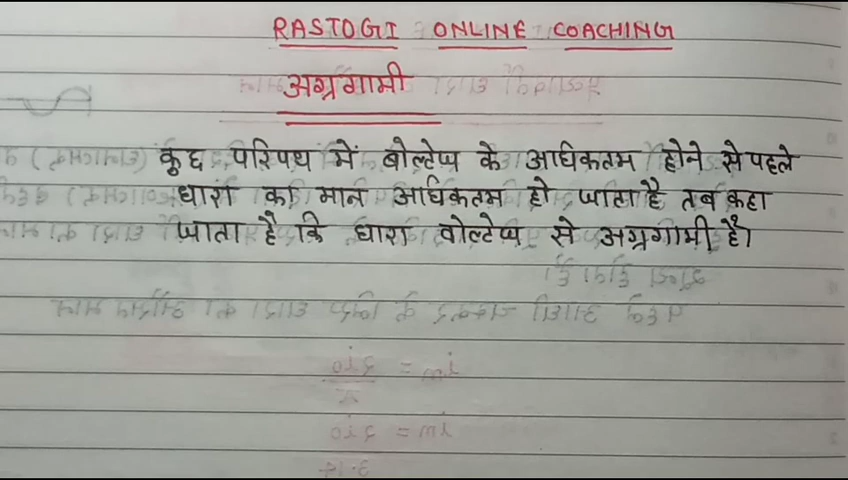 RASTOGI ONLINE COACHING
अग्रगामी
कुछ परिपथ में बोल्टेज के अधिकतम होने से पहले
धारा का मान अधिकतम हो जाता है तब कहा
जाता है कि धारा वोल्टेज से अग्रगामी है।